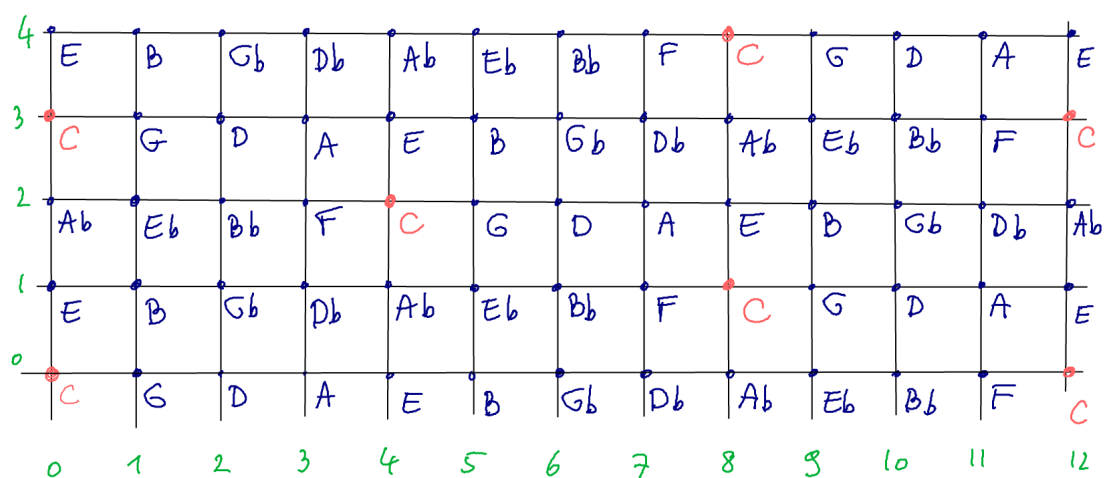 4
E B Gb Db Ab Eb Bb F C G D A E
3
C G D A E B Gb Db Ab Eb Bb F C
2
Ab Eb Bb F C G D A E B Gb Db Ab
1
E B Gb Db Ab Eb Bb F C G D A E
0
C G D A E B Gb Db Ab Eb Bb F C
0 1 2 3 4 5 6 7 8 9 10 11 12